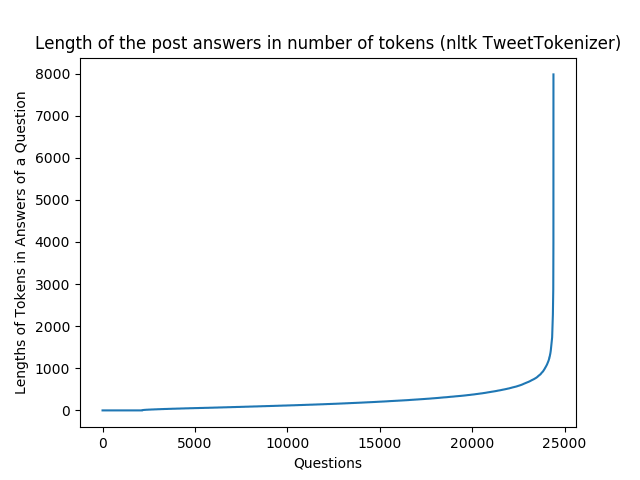 Length of the post answers in number of tokens (nltk TweetTokenizer)
Lengths of Tokens in Answers of a Question
8000
7000
6000
5000
4000
3000
2000
1000
0
0 5000 10000 15000 20000 25000
Questions